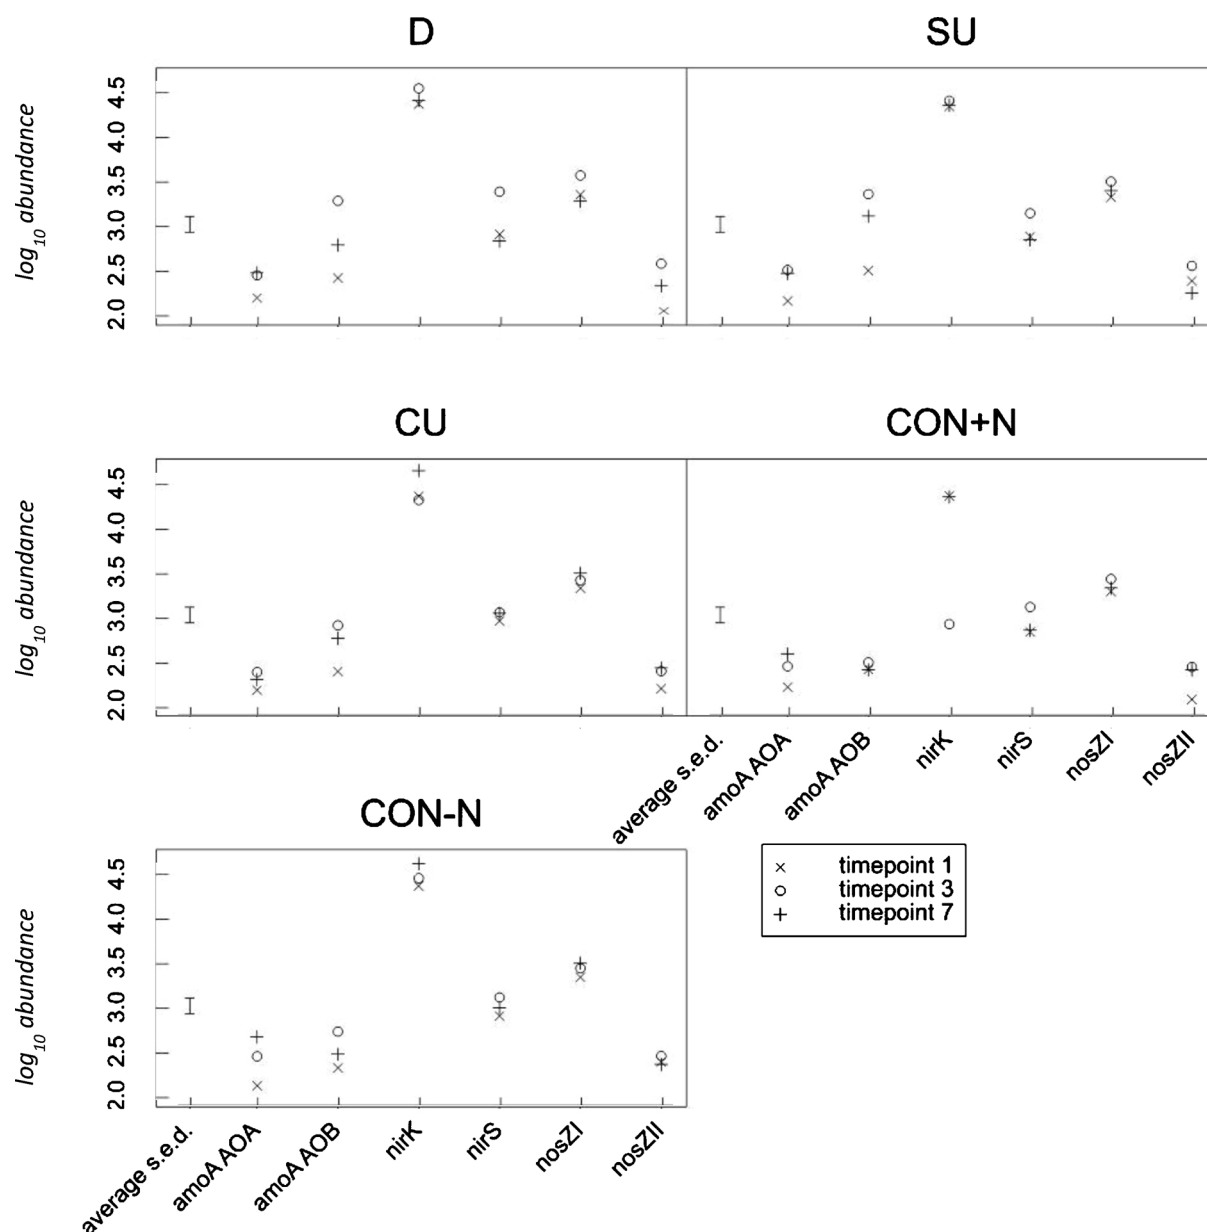 D
SU
log10 abundance
4.5
4.0
3.5
3.0
2.5
2.0
CU
CON+N
log10 abundance
4.5
4.0
3.5
3.0
2.5
2.0
average s.e.d.
amoA AOA
amoA AOB
nirK
nirS
nosZI
nosZII
CON-N
timepoint 1
timepoint 3
timepoint 7
log10 abundance
4.5
4.0
3.5
3.0
2.5
2.0
average s.e.d.
amoA AOA
amoA AOB
nirK
nirS
nosZI
nosZII